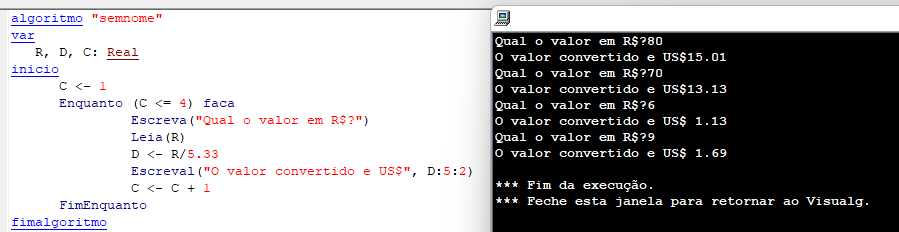 algoritmo "semnome"
var
R, D, C: Real
inicio
C <- 1
Enquanto (C <= 4) faca
Escreva("Qual o valor em R$?")
Leia(R)
D <- R/5.33
Escreval("O valor convertido e US$", D:5:2)
C <- C + 1
FimEnquanto
fimalgoritmo
Qual o valor em R$?80
O valor convertido e US$15.01
Qual o valor em R$?70
O valor convertido e US$13.13
Qual o valor em R$?6
O valor convertido e US$ 1.13
Qual o valor em R$?9
O valor convertido e US$ 1.69
*** Fim da execução.
*** Feche esta janela para retornar ao Visualg.